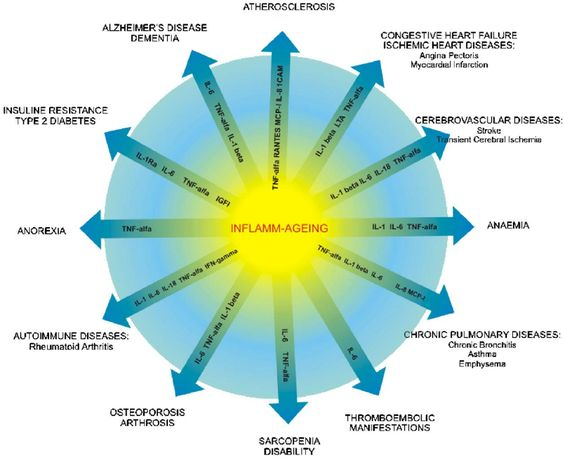 ATHEROSCLEROSIS
ALZHEIMER'S DISEASE
DEMENTIA
CONGESTIVE HEART FAILURE
ISCHEMIC HEART DISEASES:
Angina Pectoris
Myocardial Infarction
INSULINE RESISTANCE
TYPE 2 DIABETES
CEREBROVASCULAR DISEASES:
Stroke
Transient Cerebral Ischemia
ANOREXIA
INFLAMM-AGEING
ANAEMIA
AUTOIMMUNE DISEASES:
Rheumatoid Arthritis
CHRONIC PULMONARY DISEASES:
Chronic Bronchitis
Asthma
Emphysema
OSTEOPOROSIS
ARTHROSIS
SARCOPENIA
DISABILITY
THROMBOEMBOLIC
MANIFESTATIONS
TNF-alfa RANTES MCP-I IL-8 1CAM
IL-1 beta LTA TNF-alfa
IL-1 beta IL-6 IL-18 TNF-alfa
IL-1 IL-6 TNF-alfa
TNF-alfa IL-1 beta IL-6 IL-8 MCP-I
IL-6
IL-6 TNF-alfa
IL-6 TNF-alfa IL-1 beta
IL-1 IL-6 IL-18 TNF-alfa IFN-gamma
TNF-alfa
IL-1Ra IL-6 TNF-alfa IGFI
IL-6 TNF-alfa IL-1 beta